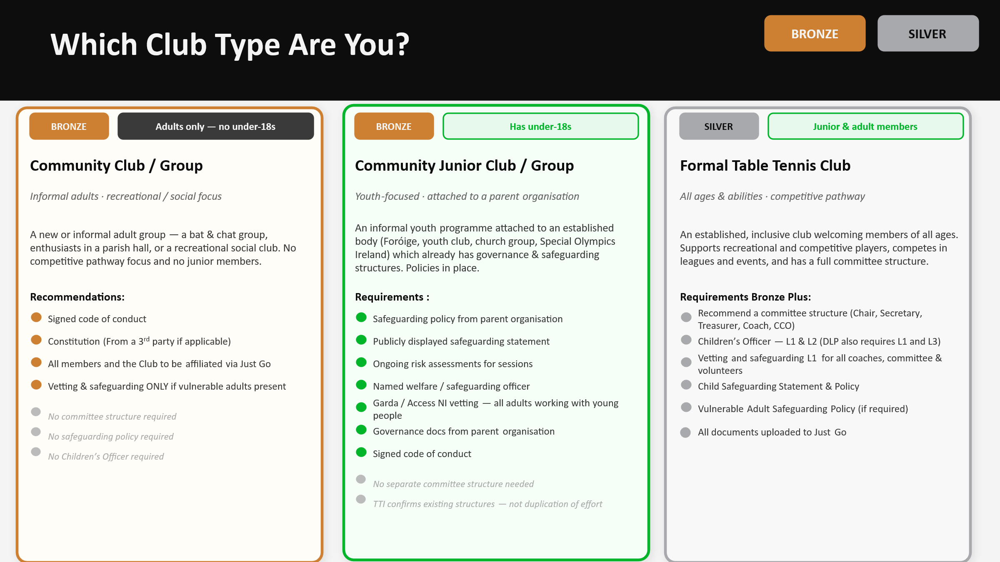 Which Club Type Are You?
BRONZE
SILVER
BRONZE
Adults only — no under-18s
Community Club / Group
Informal adults · recreational / social focus
A new or informal adult group — a bat & chat group,
enthusiasts in a parish hall, or a recreational social club. No
competitive pathway focus and no junior members.
Recommendations:
Signed code of conduct
Constitution (From a 3rd party if applicable)
All members and the Club to be affiliated via Just Go
Vetting & safeguarding ONLY if vulnerable adults present
No committee structure required
No safeguarding policy required
No Children’s Officer required
BRONZE
Has under-18s
Community Junior Club / Group
Youth-focused · attached to a parent organisation
An informal youth programme attached to an established
body (Foróige, youth club, church group, Special Olympics
Ireland) which already has governance & safeguarding
structures. Policies in place.
Requirements :
Safeguarding policy from parent organisation
Publicly displayed safeguarding statement
Ongoing risk assessments for sessions
Named welfare / safeguarding officer
Garda / Access NI vetting — all adults working with young
people
Governance docs from parent organisation
Signed code of conduct
No separate committee structure needed
TTI confirms existing structures — not duplication of effort
SILVER
Junior & adult members
Formal Table Tennis Club
All ages & abilities · competitive pathway
An established, inclusive club welcoming members of all ages.
Supports recreational and competitive players, competes in
leagues and events, and has a full committee structure.
Requirements Bronze Plus:
Recommend a committee structure (Chair, Secretary,
Treasurer, Coach, CCO)
Children’s Officer — L1 & L2 (DLP also requires L1 and L3)
Vetting and safeguarding L1 for all coaches, committee &
volunteers
Child Safeguarding Statement & Policy
Vulnerable Adult Safeguarding Policy (if required)
All documents uploaded to Just Go